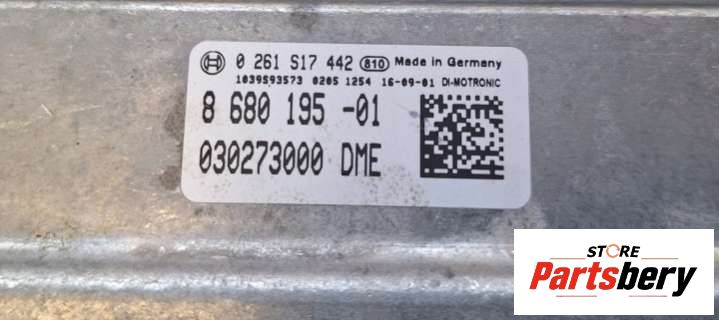 BOSCH 0 261 S17 442 810 Made in Germany
1039S93573 0205 1254 16-09-01 DI-MOTRONIC
8 680 195 -01
030273000 DME
STORE
Partsbery